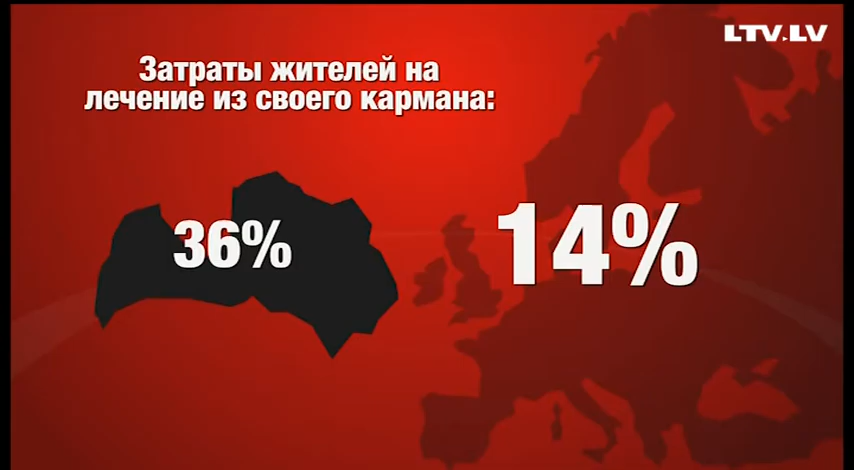 LTV.LV
Затраты жителей на
лечение из своего кармана:
36%
14%